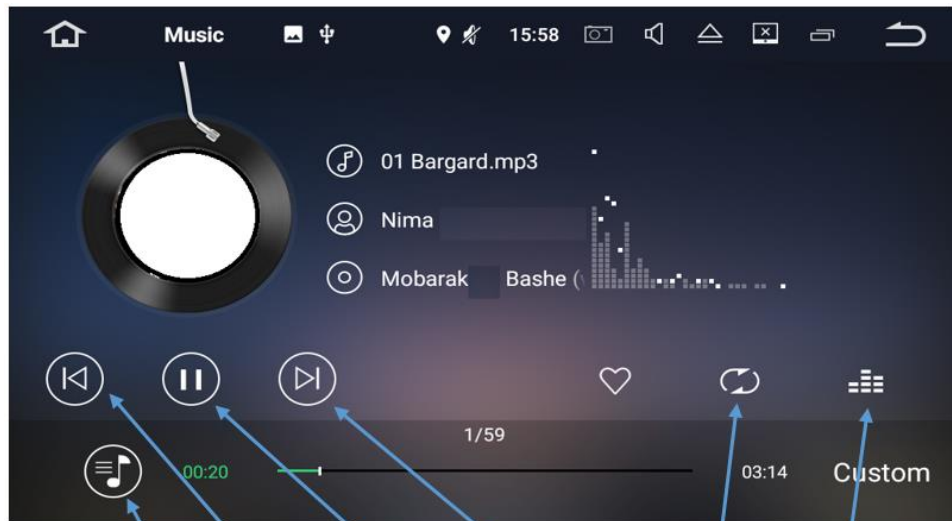 Music 15:58
01 Bargard.mp3
Nima
Mobarak Bashe (
1/59
00:20 03:14 Custom